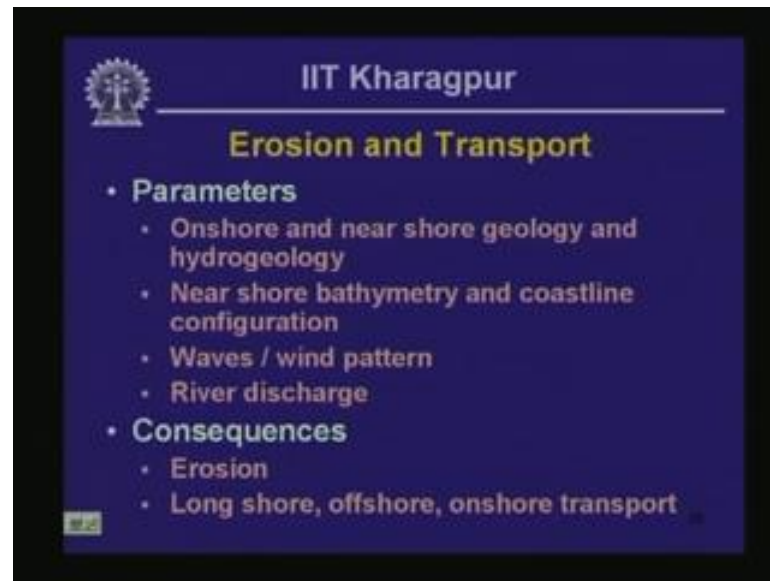 IIT Kharagpur
Erosion and Transport
• Parameters
• Onshore and near shore geology and
hydrogeology
• Near shore bathymetry and coastline
configuration
• Waves / wind pattern
• River discharge
• Consequences
• Erosion
• Long shore, offshore, onshore transport